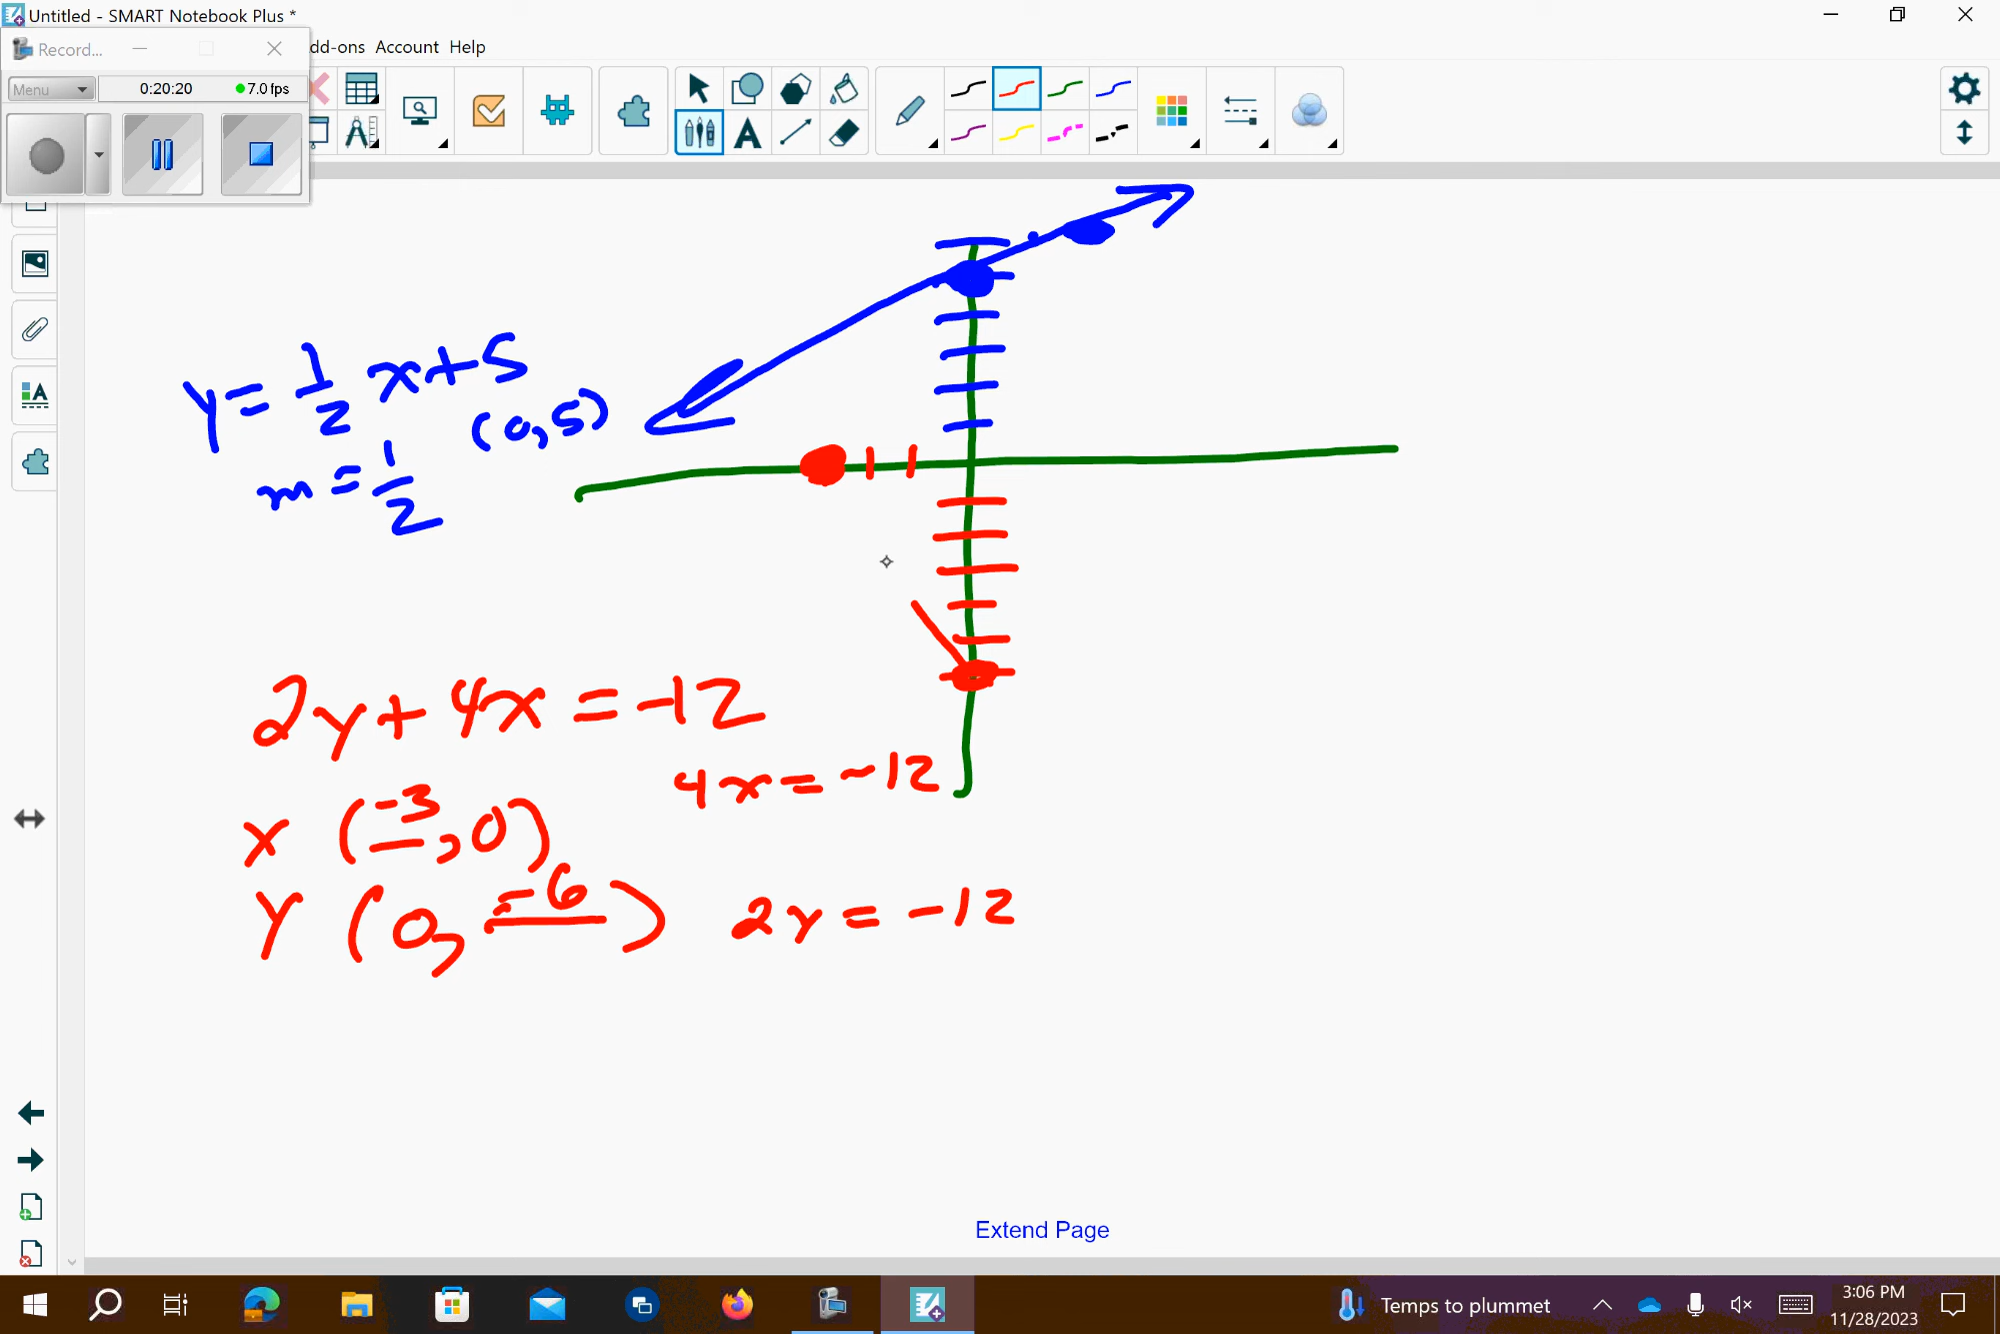 Untitled - SMART Notebook Plus *
Record...
dd-ons Account Help
Menu 0:20:20 7.0 fps
y = 1/2 x + 5
(0, 5)
m = 1/2
2y + 4x = -12
4x = -12
x (-3, 0)
y (0, -6) 2y = -12
Extend Page
Temps to plummet
3:06 PM
11/28/2023